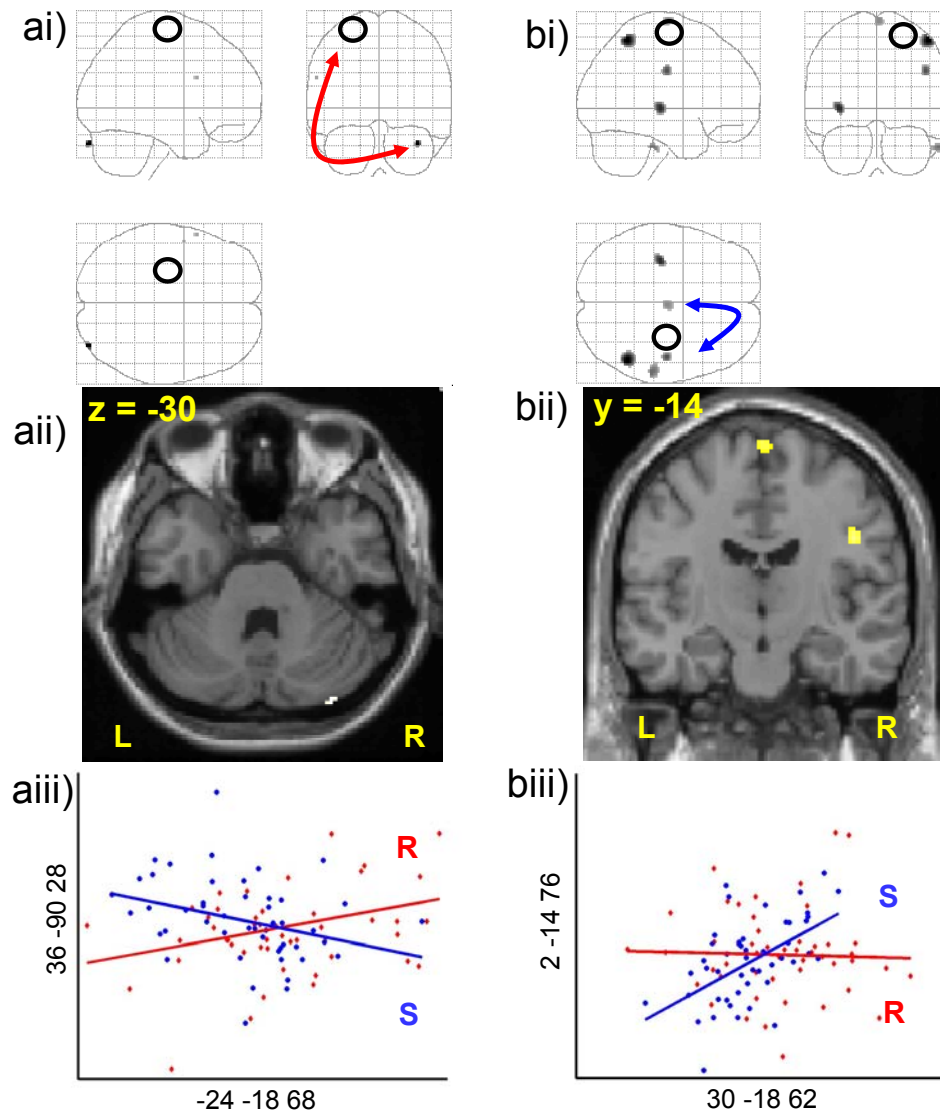 ai)
bi)
aii)
z = -30
L
R
bii)
y = -14
L
R
aiii)
R
S
36 -90 28
-24 -18 68
biii)
S
R
2 -14 76
30 -18 62